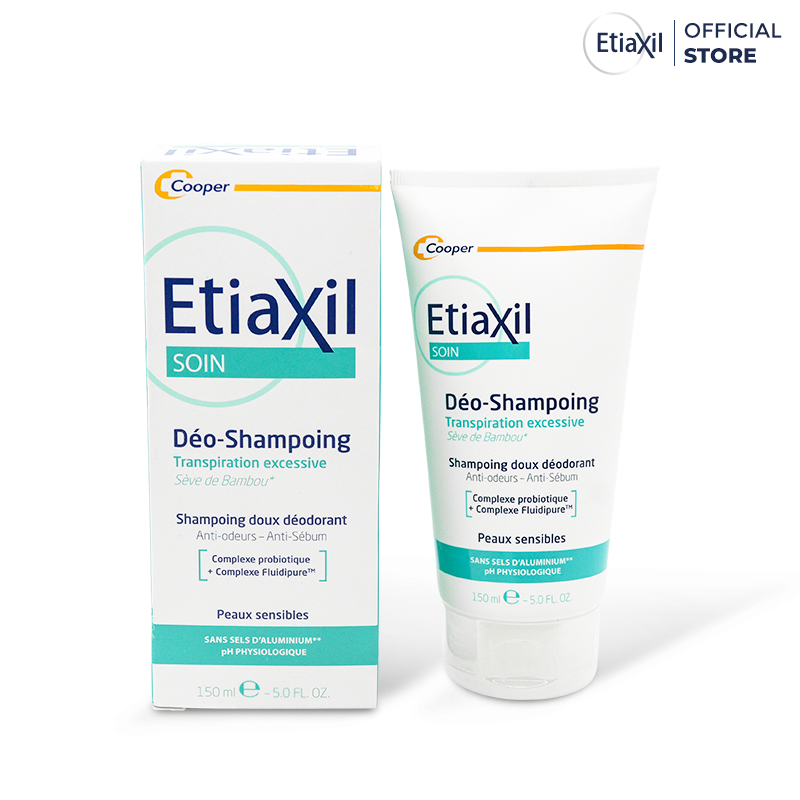 EtiaXil OFFICIAL
STORE
EtiaXil
Cooper
EtiaXil
SOIN
Déo-Shampoing
Transpiration excessive
Sève de Bambou*
Shampoing doux déodorant
Anti-odeurs – Anti-Sébum
Complexe probiotique
+ Complexe Fluidipure™
Peaux sensibles
SANS SELS D'ALUMINIUM**
pH PHYSIOLOGIQUE
150 ml e – 5.0 FL. OZ.
Cooper
EtiaXil
SOIN
Déo-Shampoing
Transpiration excessive
Sève de Bambou*
Shampoing doux déodorant
Anti-odeurs – Anti-Sébum
Complexe probiotique
+ Complexe Fluidipure™
Peaux sensibles
SANS SELS D'ALUMINIUM**
pH PHYSIOLOGIQUE
150 ml e – 5.0 FL. OZ.